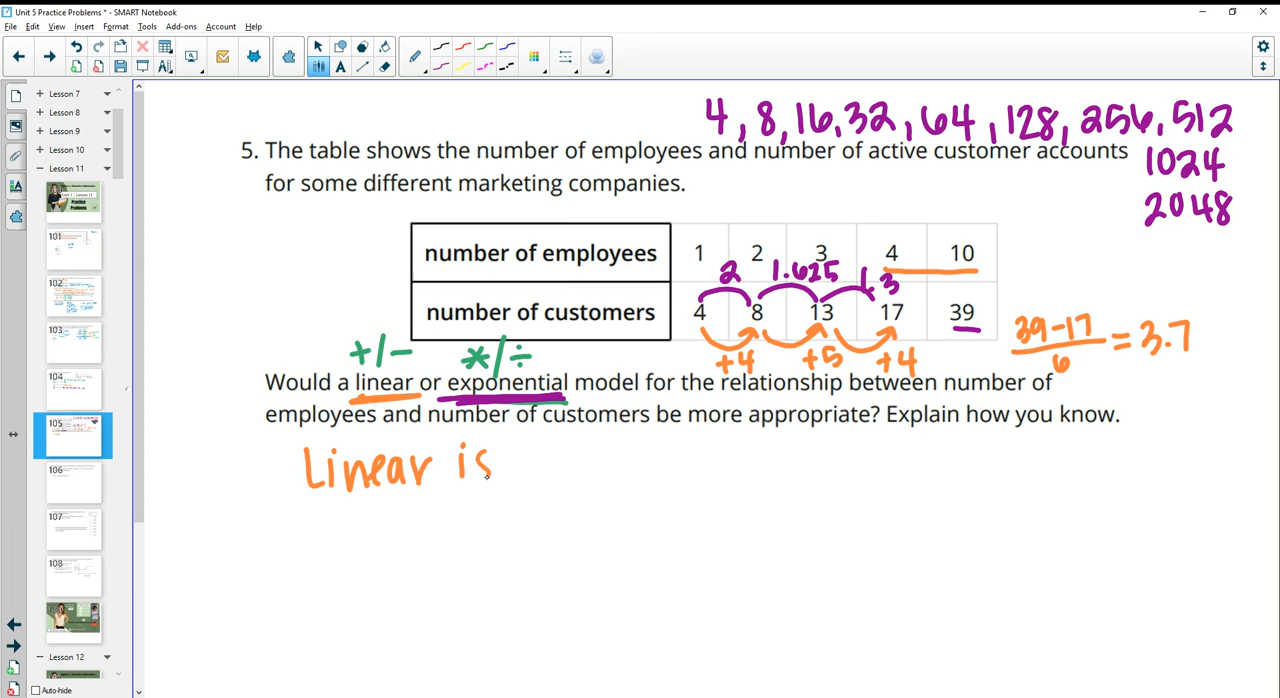 Unit 5 Practice Problems * - SMART Notebook
File Edit View Insert Format Tools Add-ons Account Help
Lesson 7
Lesson 8
Lesson 9
Lesson 10
Lesson 11
Practice
Problems
101
102
103
104
105
106
107
108
Lesson 12
Auto-hide
4, 8, 16, 32, 64, 128, 256, 512
1024
2048
5. The table shows the number of employees and number of active customer accounts
for some different marketing companies.
number of employees 1 2 3 4 10
2 1.625 1.3
number of customers 4 8 13 17 39
+4 +5 +4
39-17
6
= 3.7
+/- */÷
Would a linear or exponential model for the relationship between number of
employees and number of customers be more appropriate? Explain how you know.
Linear is